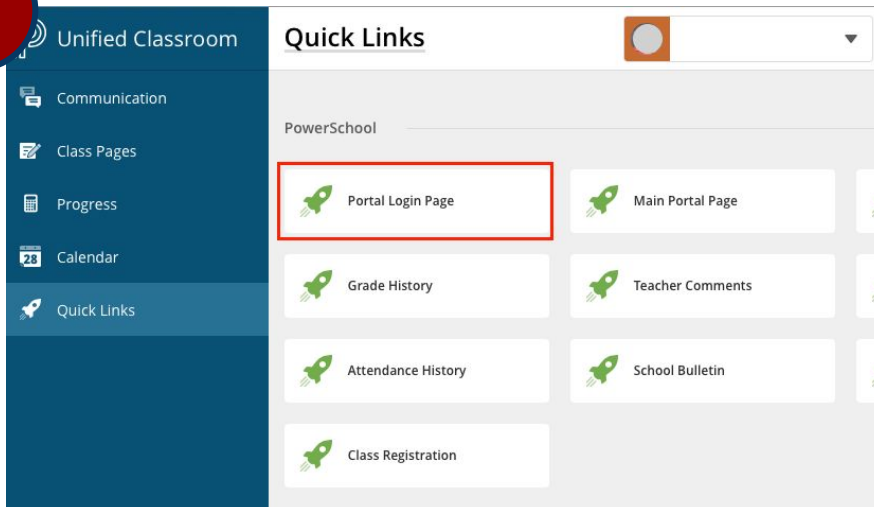 Unified Classroom
Communication
Class Pages
Progress
28
Calendar
Quick Links
Quick Links
PowerSchool
Portal Login Page
Main Portal Page
Grade History
Teacher Comments
Attendance History
School Bulletin
Class Registration